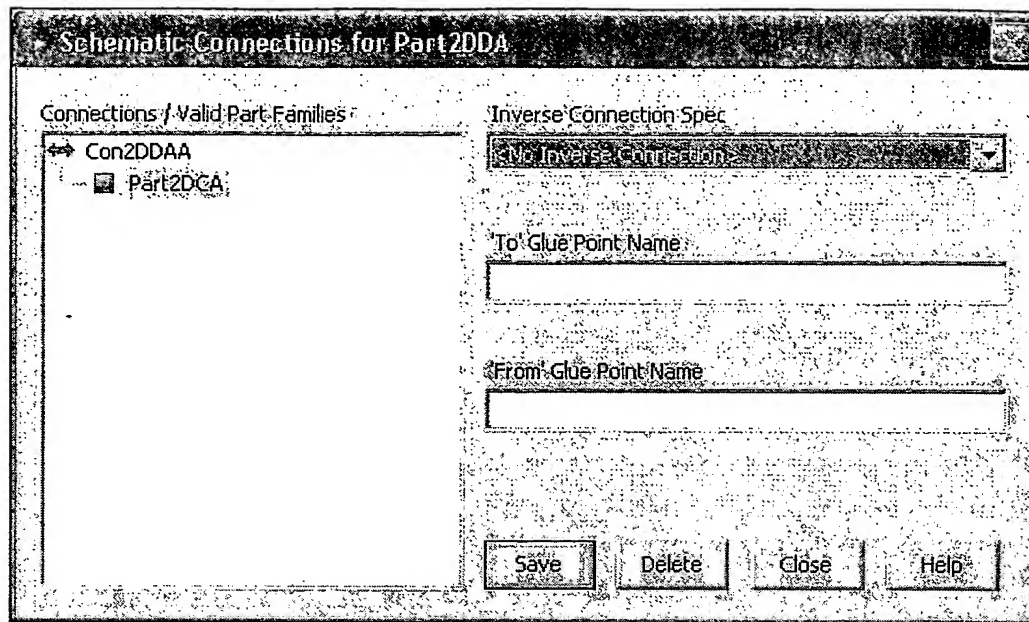 Schematic Connections for Part2DDA
Connections / Valid Part Families
Con2DDAA
Part2DCA
Inverse Connection Spec
<No Inverse Connection>
'To' Glue Point Name
'From' Glue Point Name
Save
Delete
Close
Help